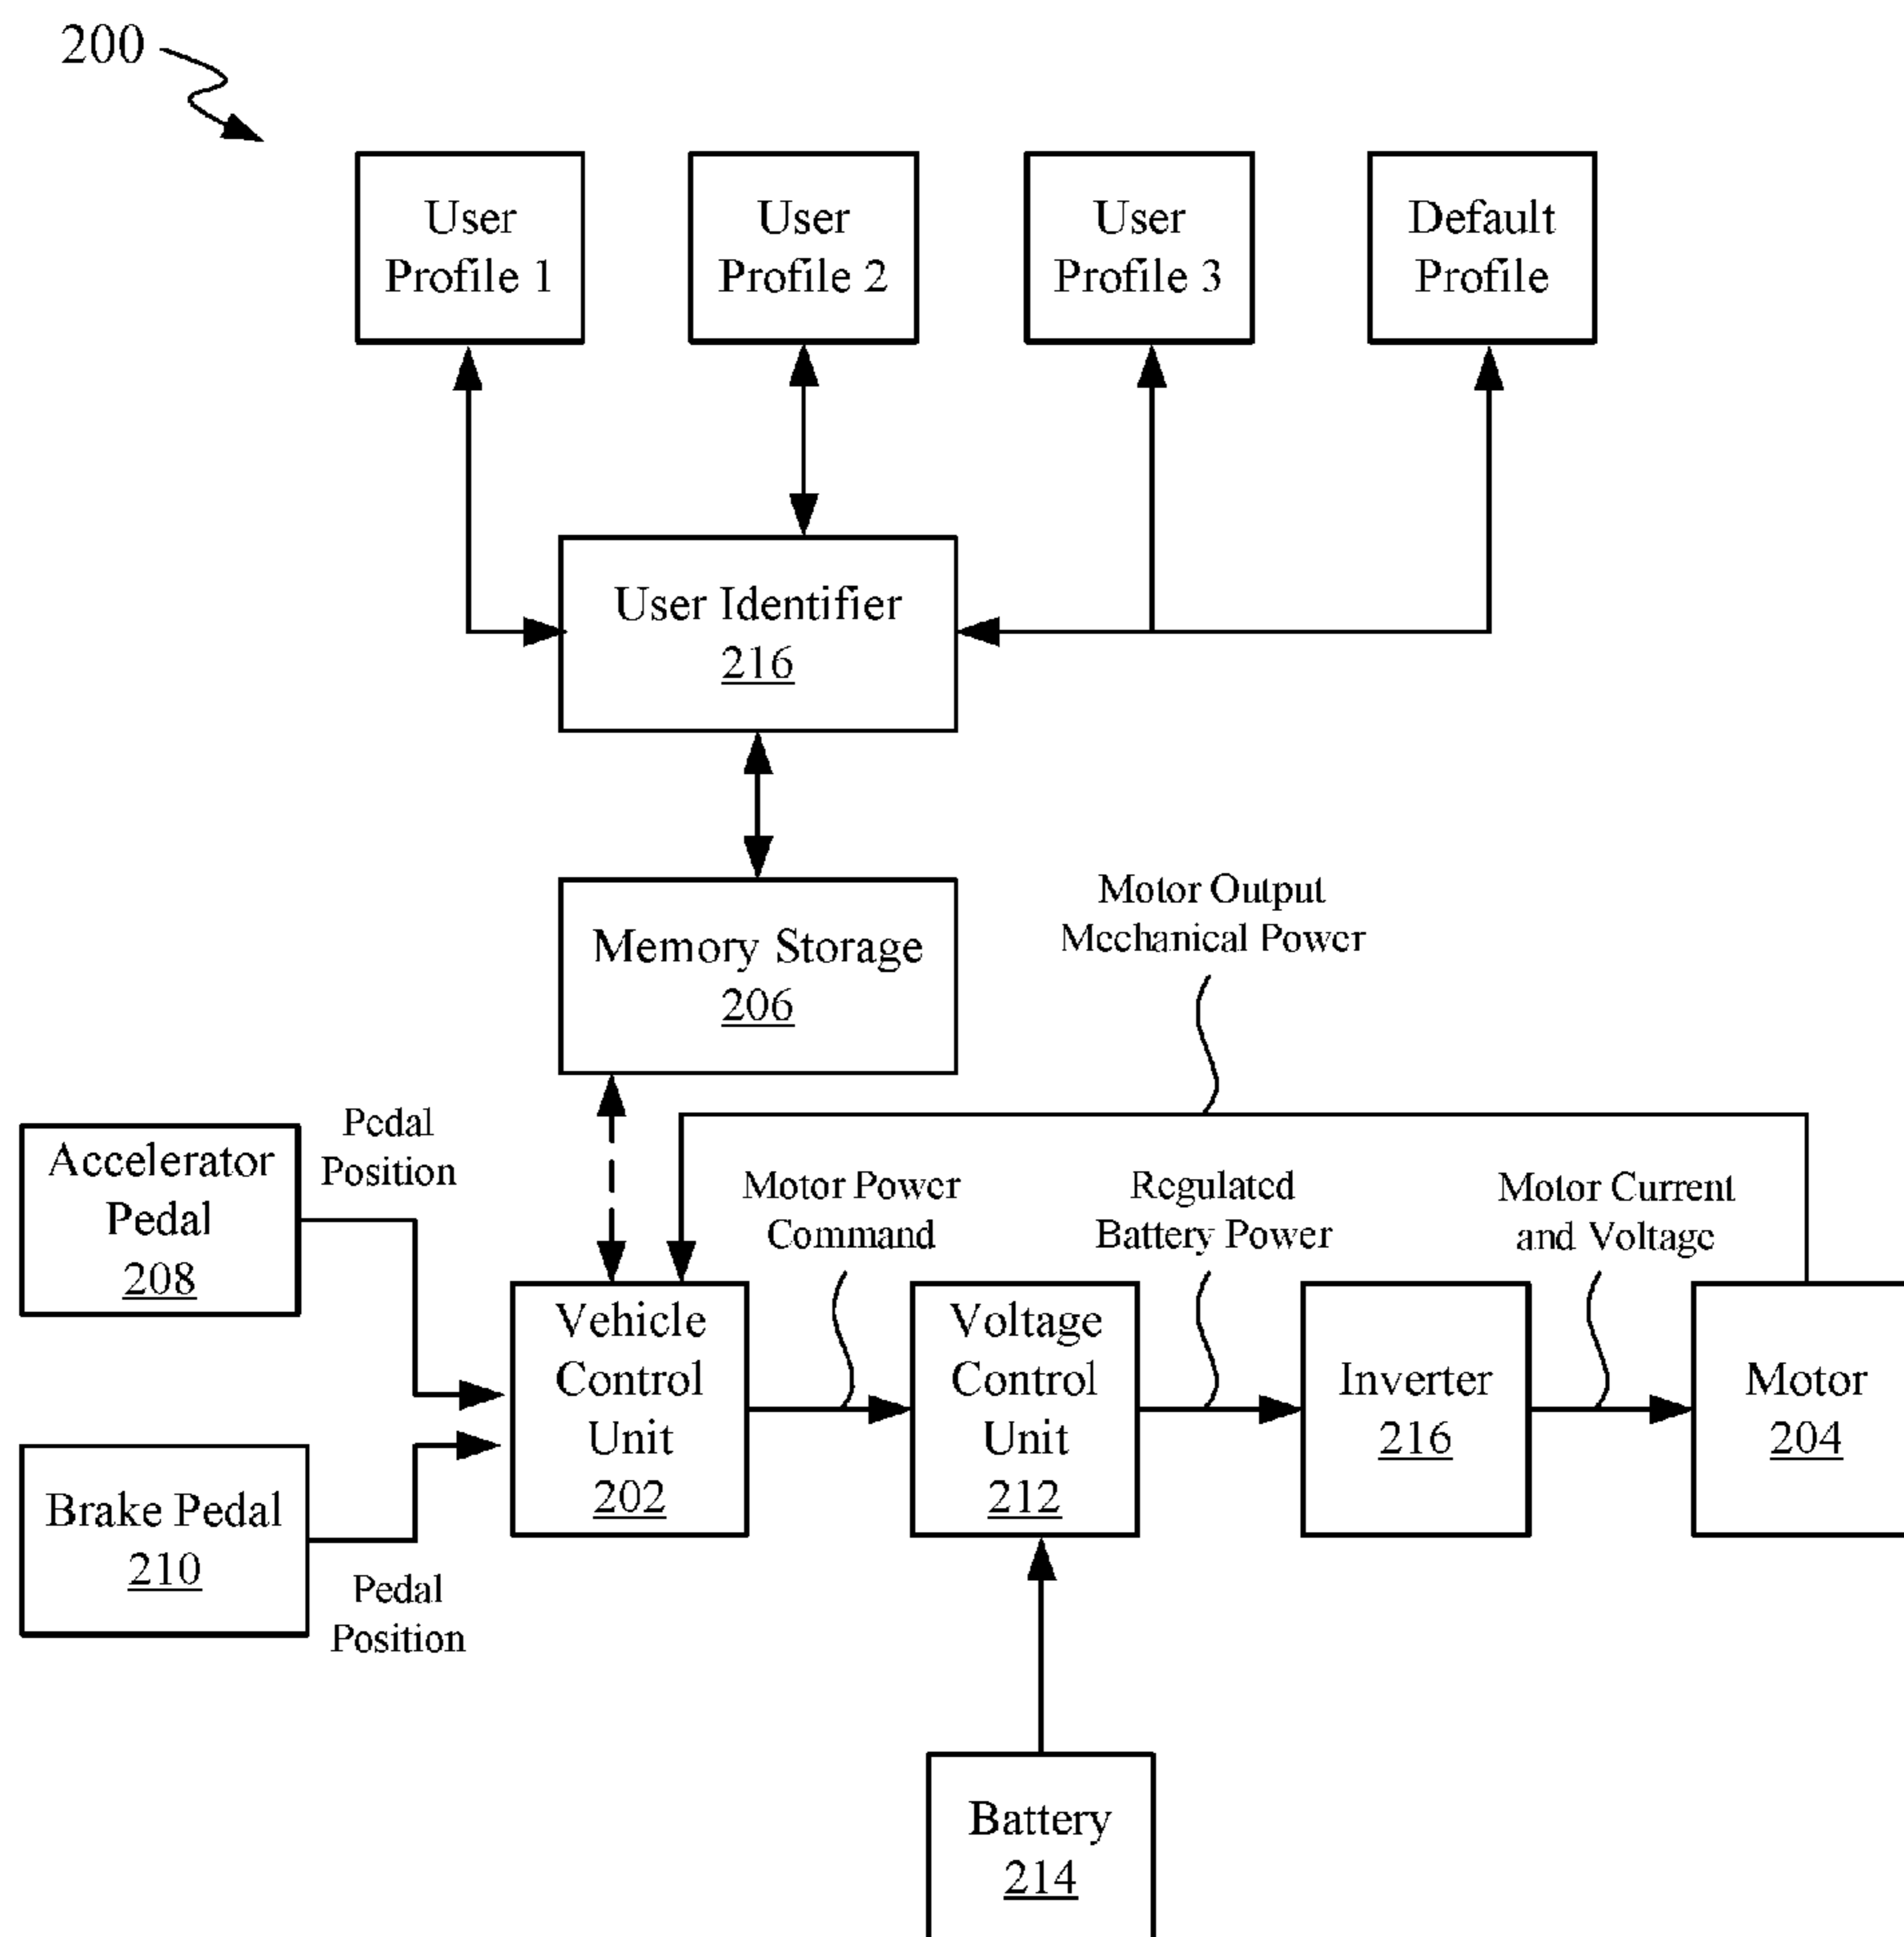 200
User
Profile 1
User
Profile 2
User
Profile 3
Default
Profile
User Identifier
216
Memory Storage
206
Motor Output
Mechanical Power
Accelerator
Pedal
208
Pedal
Position
Brake Pedal
210
Pedal
Position
Vehicle
Control
Unit
202
Motor Power
Command
Voltage
Control
Unit
212
Regulated
Battery Power
Inverter
216
Motor Current
and Voltage
Motor
204
Battery
214